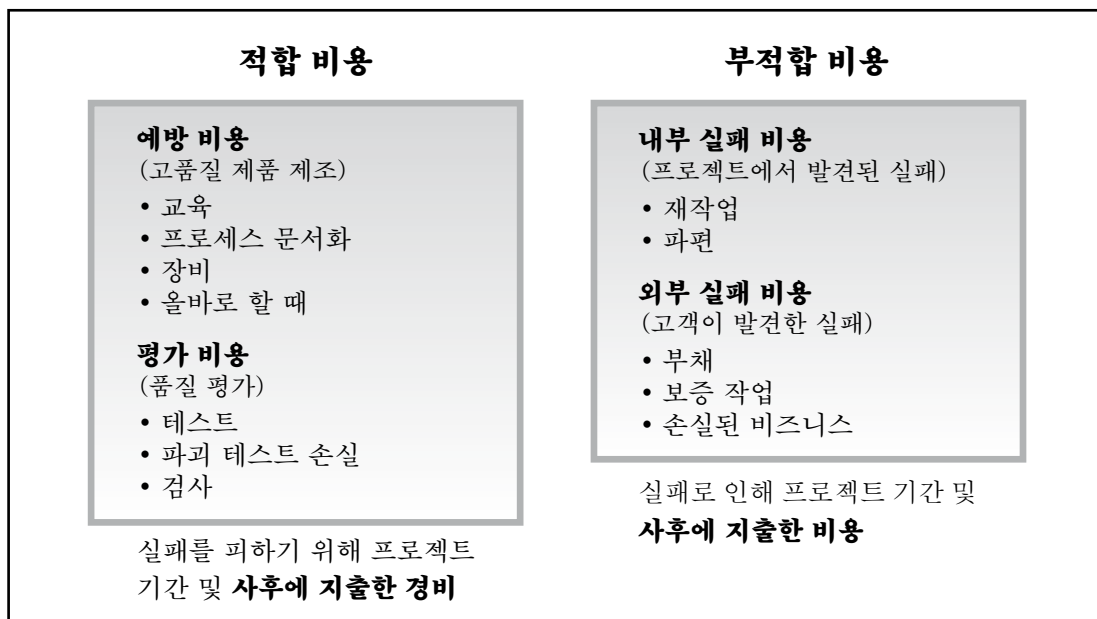 적합 비용
예방 비용
(고품질 제품 제조)
• 교육
• 프로세스 문서화
• 장비
• 올바로 할 때
평가 비용
(품질 평가)
• 테스트
• 파괴 테스트 손실
• 검사
실패를 피하기 위해 프로젝트
기간 및 사후에 지출한 경비
부적합 비용
내부 실패 비용
(프로젝트에서 발견된 실패)
• 재작업
• 파편
외부 실패 비용
(고객이 발견한 실패)
• 부채
• 보증 작업
• 손실된 비즈니스
실패로 인해 프로젝트 기간 및
사후에 지출한 비용